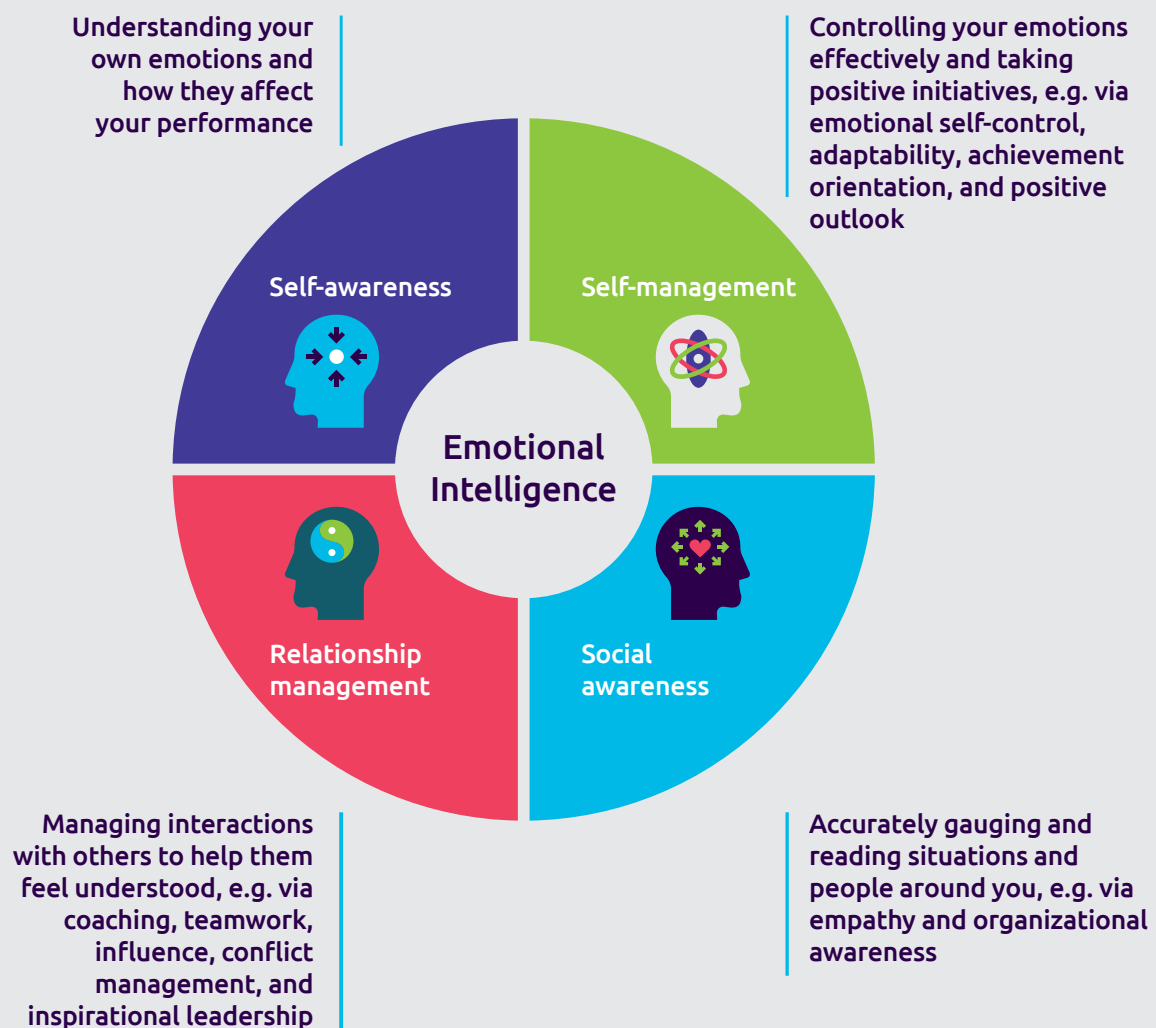 Understanding your
own emotions and
how they affect
your performance
Controlling your emotions
effectively and taking
positive initiatives, e.g. via
emotional self-control,
adaptability, achievement
orientation, and positive
outlook
Self-awareness
Self-management
Emotional
Intelligence
Relationship
management
Social
awareness
Managing interactions
with others to help them
feel understood, e.g. via
coaching, teamwork,
influence, conflict
management, and
inspirational leadership
Accurately gauging and
reading situations and
people around you, e.g. via
empathy and organizational
awareness